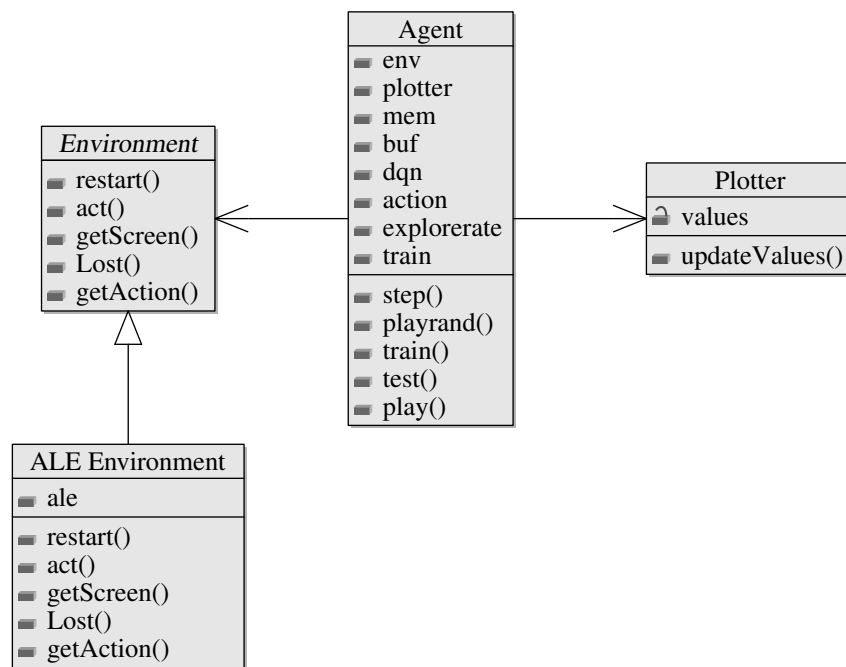 Agent
env
plotter
mem
buf
dqn
action
explorerate
train
step()
playrand()
train()
test()
play()
Environment
restart()
act()
getScreen()
Lost()
getAction()
Plotter
values
updateValues()
ALE Environment
ale
restart()
act()
getScreen()
Lost()
getAction()